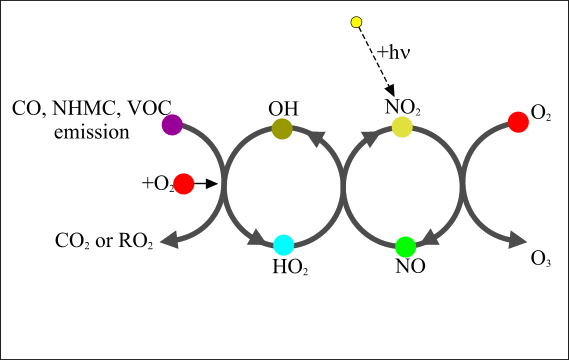 +hν
CO, NHMC, VOC
emission
OH
NO₂
O₂
+O₂
CO₂ or RO₂
HO₂
NO
O₃